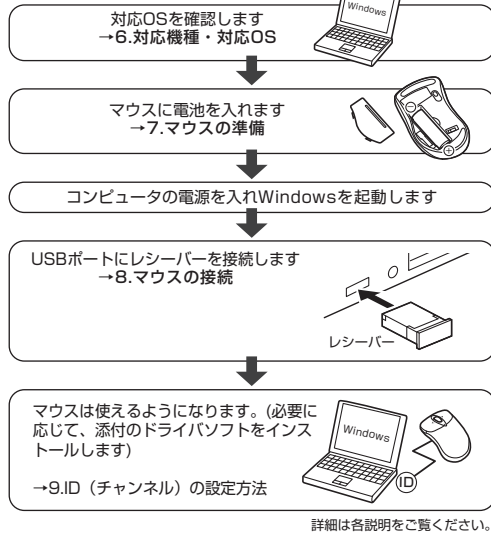 Windows
対応OSを確認します
→6.対応機種・対応OS
マウスに電池を入れます
→7.マウスの準備
コンピュータの電源を入れWindowsを起動します
USBポートにレシーバーを接続します
→8.マウスの接続
レシーバー
マウスは使えるようになります。(必要に
応じて、添付のドライバソフトをインス
トールします)
Windows
→9.ID（チャンネル）の設定方法
ID
詳細は各説明をご覧ください。